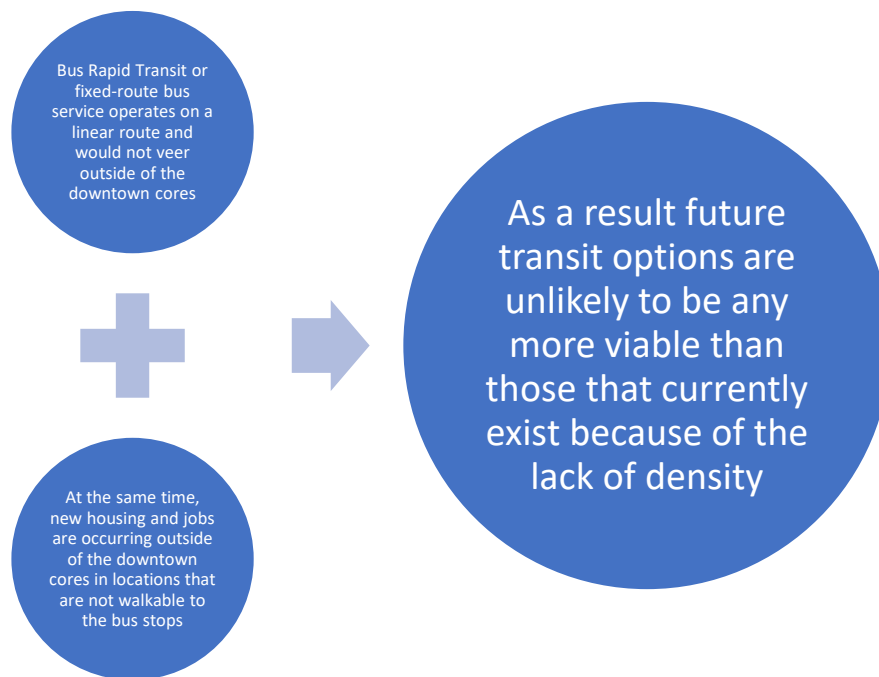 Bus Rapid Transit or
fixed-route bus
service operates on a
linear route and
would not veer
outside of the
downtown cores
At the same time,
new housing and jobs
are occurring outside
of the downtown
cores in locations that
are not walkable to
the bus stops
As a result future
transit options are
unlikely to be any
more viable than
those that currently
exist because of the
lack of density